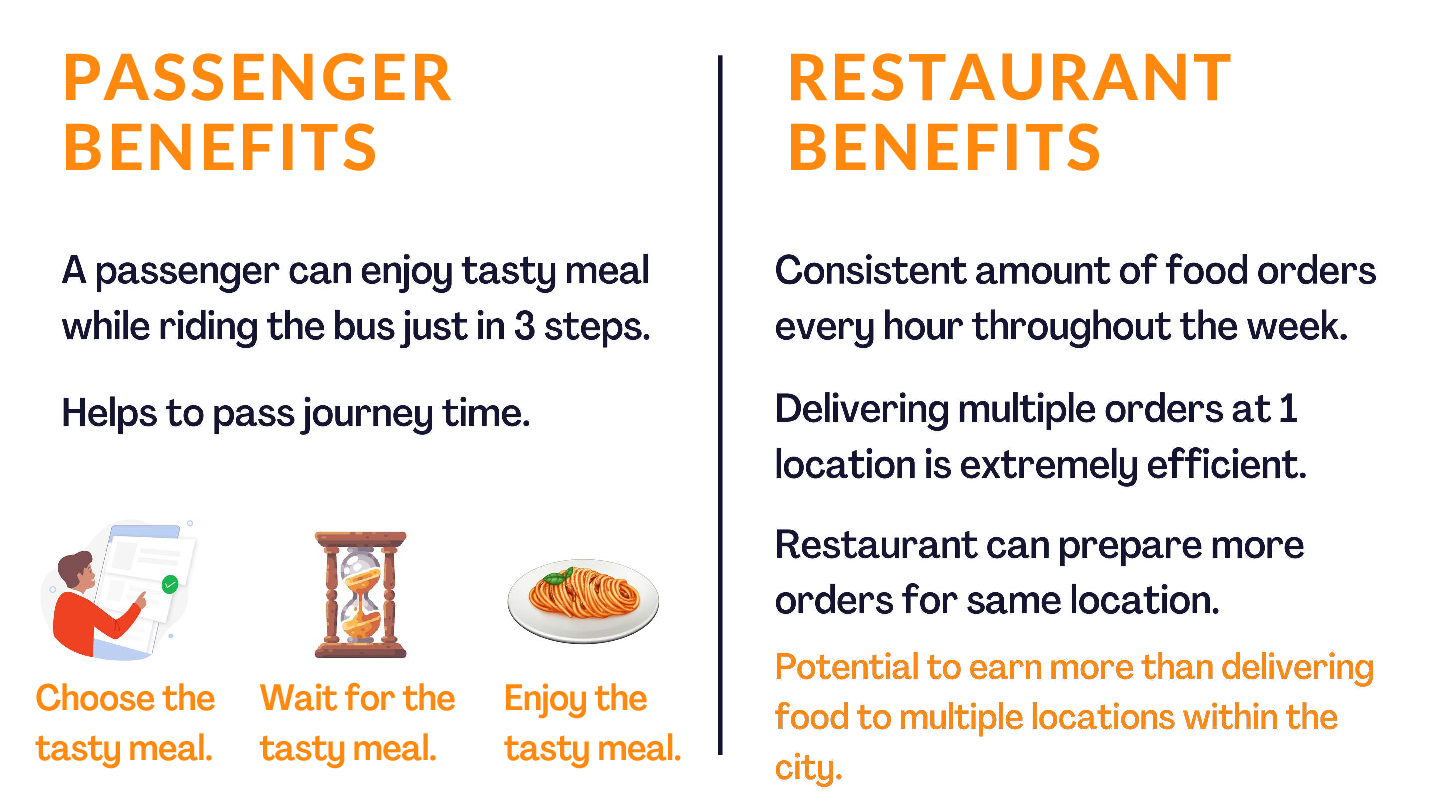 PASSENGER
BENEFITS
A passenger can enjoy tasty meal
while riding the bus just in 3 steps.
Helps to pass journey time.
Choose the
tasty meal.
Wait for the
tasty meal.
Enjoy the
tasty meal.
RESTAURANT
BENEFITS
Consistent amount of food orders
every hour throughout the week.
Delivering multiple orders at 1
location is extremely efficient.
Restaurant can prepare more
orders for same location.
Potential to earn more than delivering
food to multiple locations within the
city.